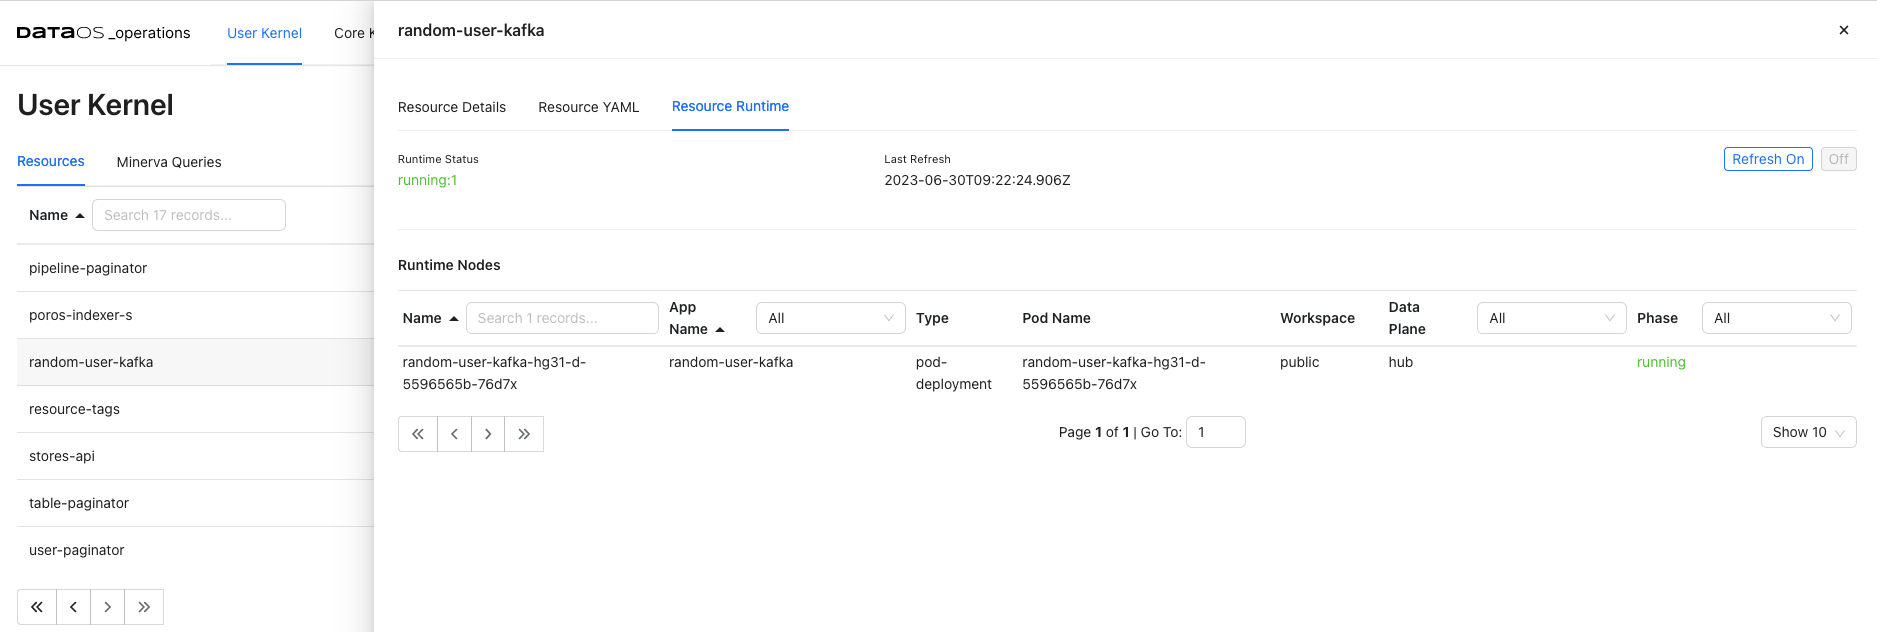 DATAOS _operations
User Kernel
Core K
User Kernel
Resources
Minerva Queries
Name
Search 17 records...
pipeline-paginator
poros-indexer-s
random-user-kafka
resource-tags
stores-api
table-paginator
user-paginator
random-user-kafka
Resource Details
Resource YAML
Resource Runtime
Runtime Status
running:1
Last Refresh
2023-06-30T09:22:24.906Z
Refresh On
Off
Runtime Nodes
Name
Search 1 records...
App
Name
All
Type
Pod Name
Workspace
Data
Plane
All
Phase
All
random-user-kafka-hg31-d-
5596565b-76d7x
random-user-kafka
pod-
deployment
random-user-kafka-hg31-d-
5596565b-76d7x
public
hub
running
Page 1 of 1 | Go To: 1
Show 10